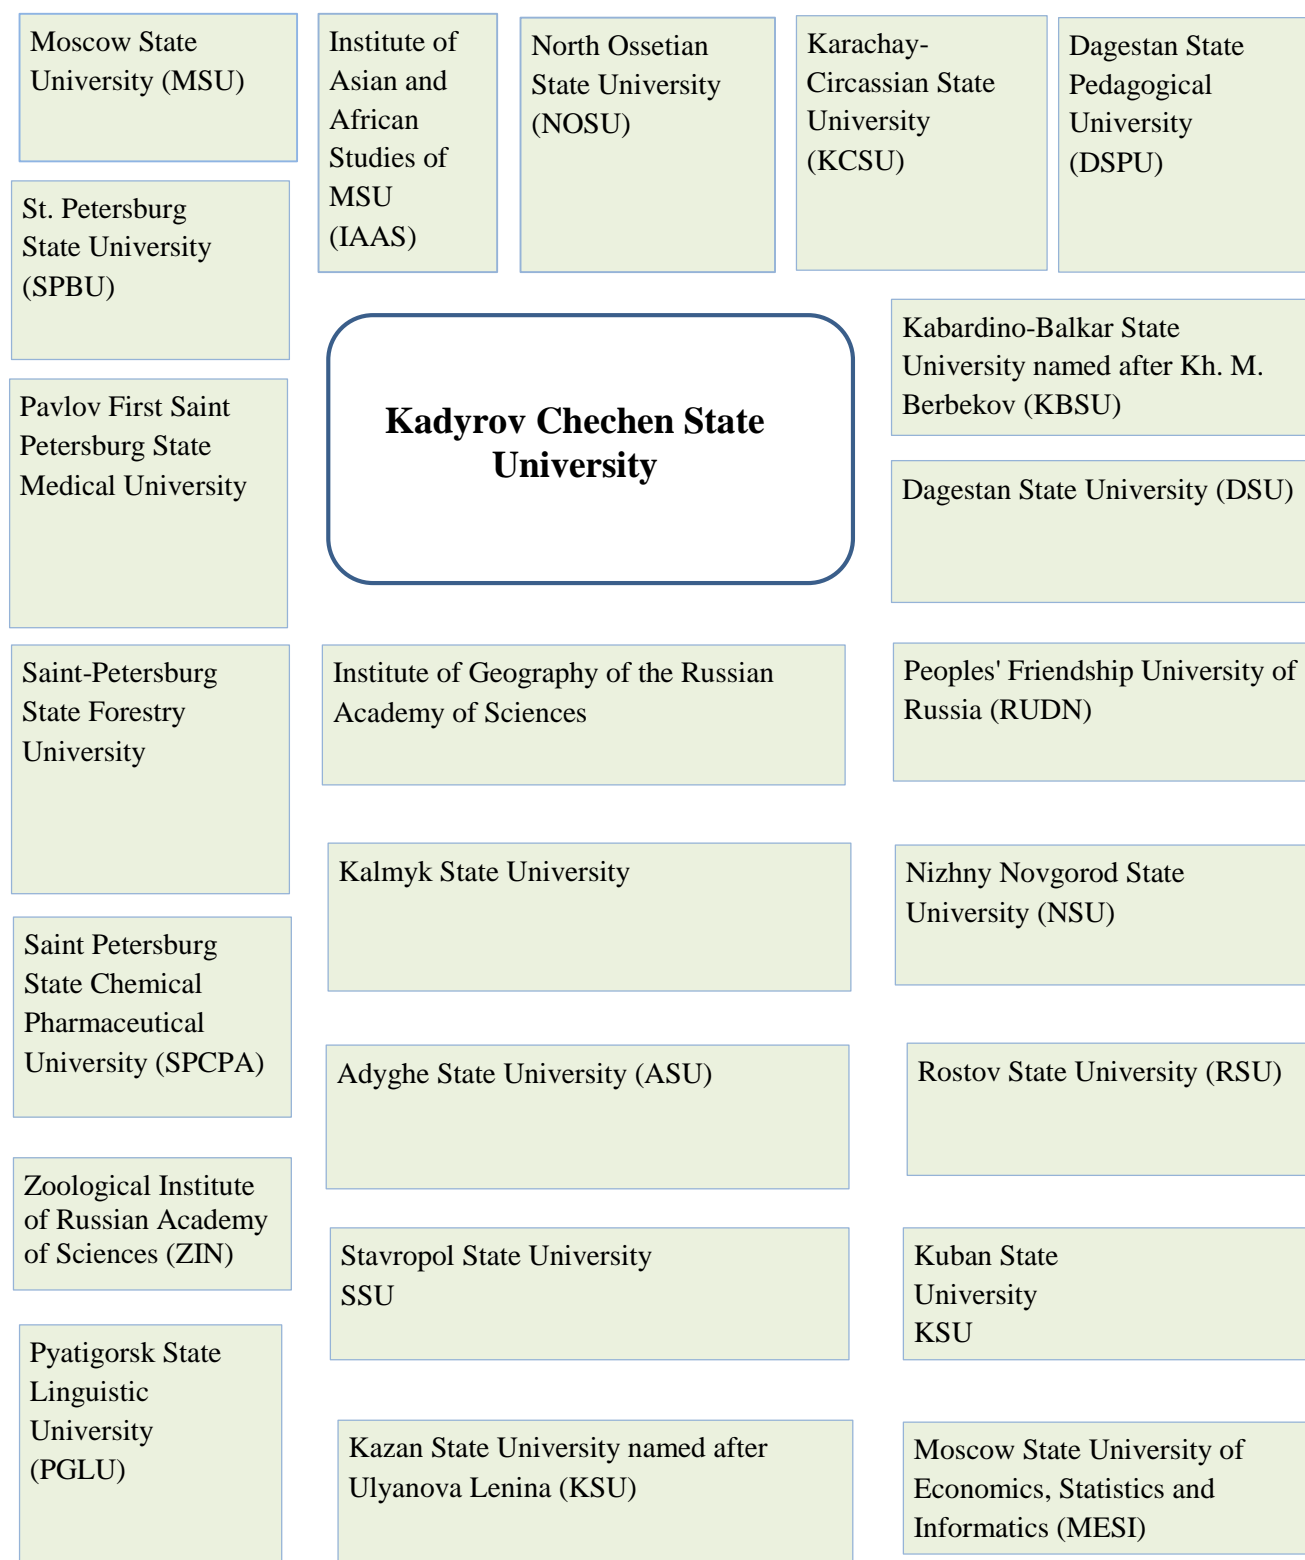 Moscow State
University (MSU)
Institute of
Asian and
African
Studies of
MSU
(IAAS)
North Ossetian
State University
(NOSU)
Karachay-
Circassian State
University
(KCSU)
Dagestan State
Pedagogical
University
(DSPU)
St. Petersburg
State University
(SPBU)
Kabardino-Balkar State
University named after Kh. M.
Berbekov (KBSU)
Kadyrov Chechen State
University
Pavlov First Saint
Petersburg State
Medical University
Dagestan State University (DSU)
Saint-Petersburg
State Forestry
University
Institute of Geography of the Russian
Academy of Sciences
Peoples' Friendship University of
Russia (RUDN)
Kalmyk State University
Nizhny Novgorod State
University (NSU)
Saint Petersburg
State Chemical
Pharmaceutical
University (SPCPA)
Adyghe State University (ASU)
Rostov State University (RSU)
Zoological Institute
of Russian Academy
of Sciences (ZIN)
Stavropol State University
SSU
Kuban State
University
KSU
Pyatigorsk State
Linguistic
University
(PGLU)
Kazan State University named after
Ulyanova Lenina (KSU)
Moscow State University of
Economics, Statistics and
Informatics (MESI)